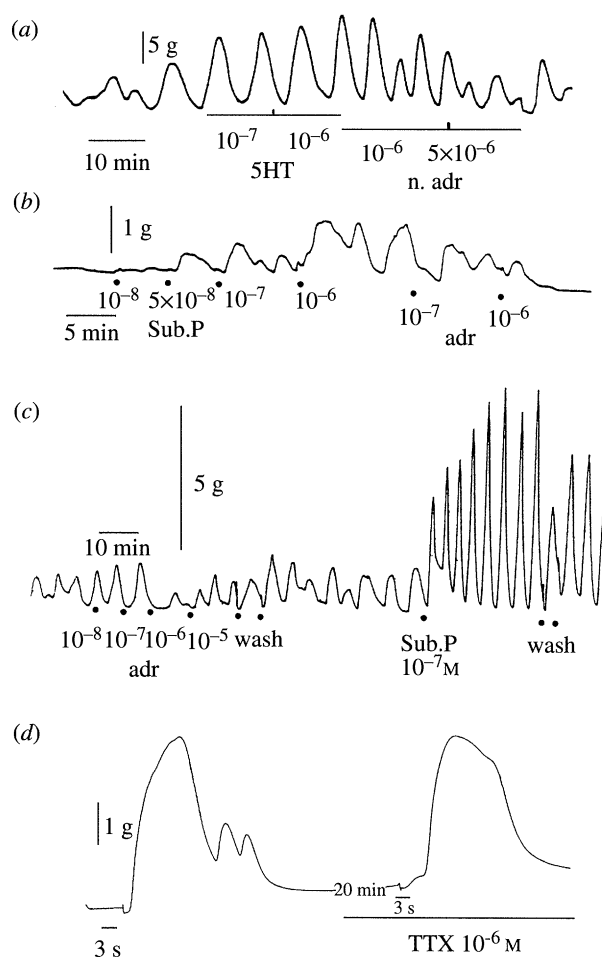 (a)
5 g
10 min
10⁻⁷ 10⁻⁶
5HT
10⁻⁶ 5×10⁻⁶
n. adr
(b)
1 g
10⁻⁸ 5×10⁻⁸ 10⁻⁷ 10⁻⁶ 10⁻⁷ 10⁻⁶
5 min Sub.P adr
(c)
5 g
10 min
10⁻⁸ 10⁻⁷ 10⁻⁶ 10⁻⁵ wash
adr
Sub.P wash
10⁻⁷ M
(d)
1 g
20 min
3 s
3 s
TTX 10⁻⁶ M